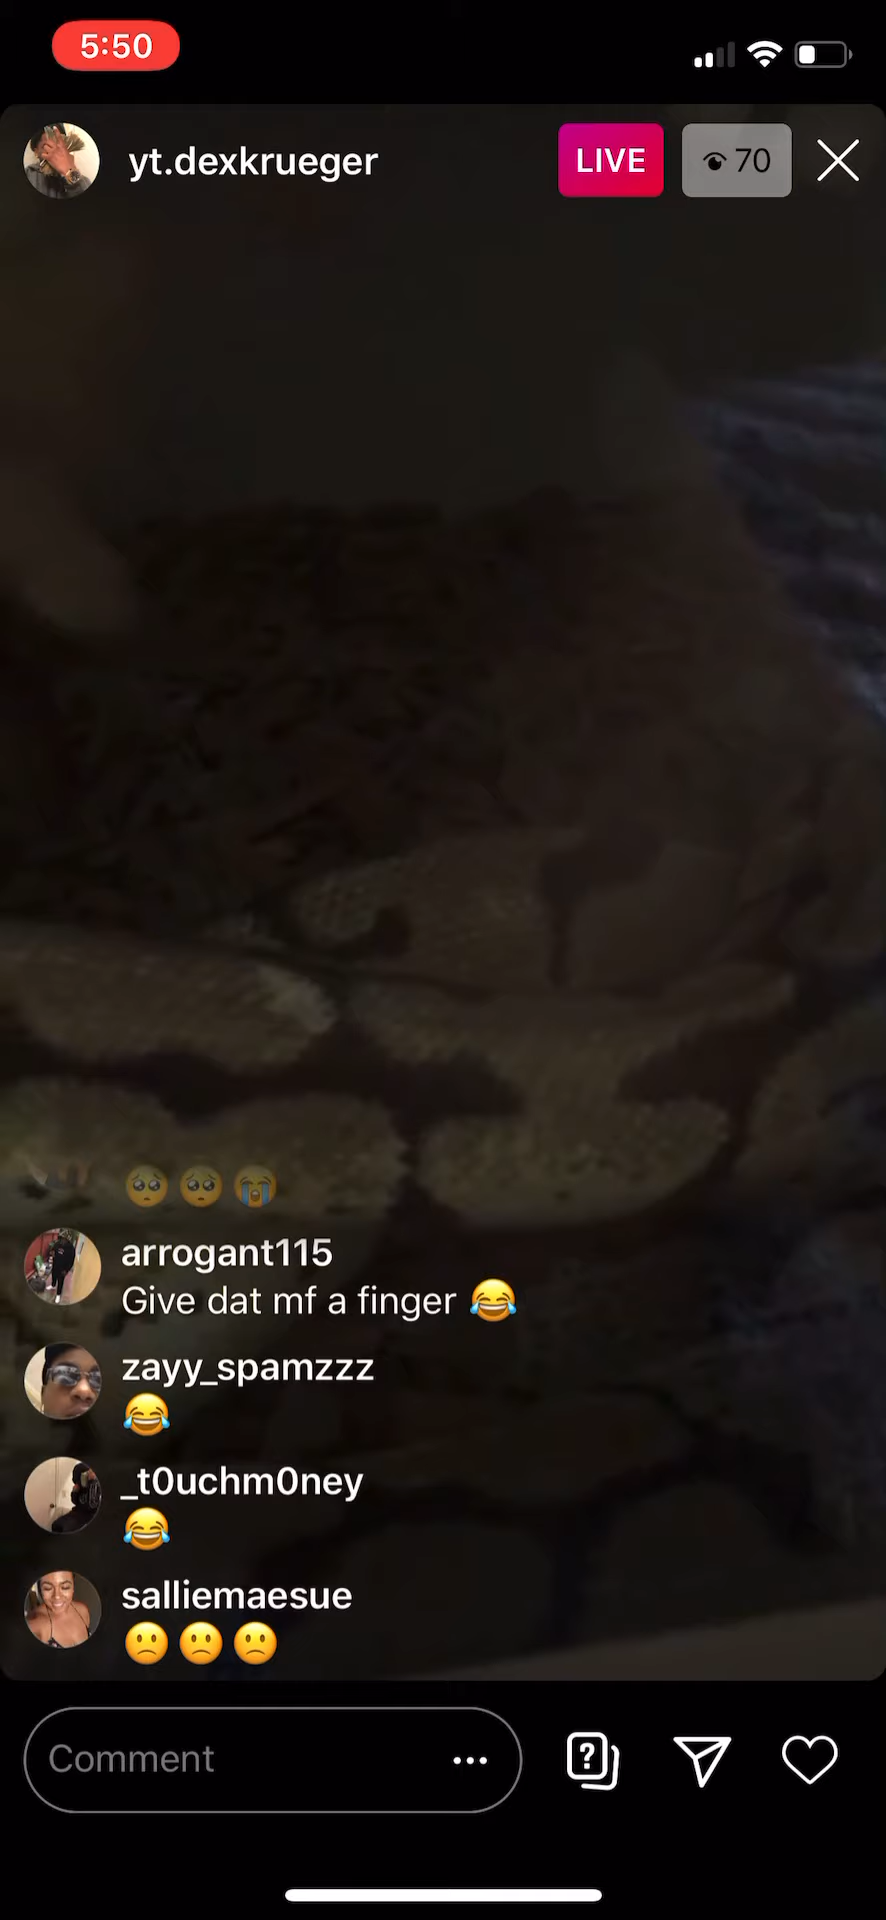 5:50
yt.dexkrueger
LIVE
70
🥺🥺😭
arrogant115
Give dat mf a finger 😂
zayy_spamzzz
😂
_t0uchm0ney
😂
salliemaesue
🙁🙁🙁
Comment